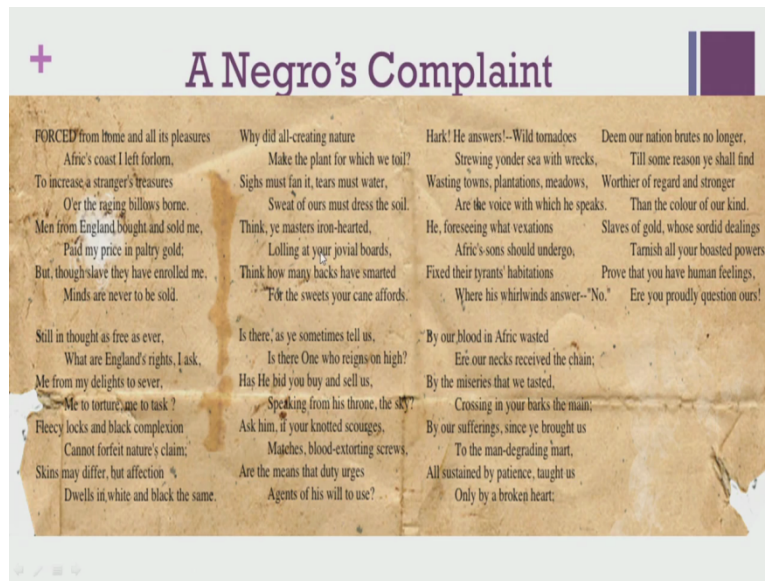 A Negro's Complaint
FORCED from home and all its pleasures
Afric's coast I left forlorn,
To increase a stranger's treasures
O'er the raging billows borne.
Men from England bought and sold me,
Paid my price in paltry gold;
But, though slave they have enrolled me,
Minds are never to be sold.
Still in thought as free as ever,
What are England's rights, I ask,
Me from my delights to sever,
Me to torture, me to task ?
Fleecy locks and black complexion
Cannot forfeit nature's claim;
Skins may differ, but affection
Dwells in white and black the same.
Why did all-creating nature
Make the plant for which we toil?
Sighs must fan it, tears must water,
Sweat of ours must dress the soil.
Think, ye masters iron-hearted,
Lolling at your jovial boards,
Think how many backs have smarted
For the sweets your cane affords.
Is there, as ye sometimes tell us,
Is there One who reigns on high?
Has He bid you buy and sell us,
Speaking from his throne, the sky?
Ask him, if your knotted scourges,
Matches, blood-extorting screws,
Are the means that duty urges
Agents of his will to use?
Hark! He answers!--Wild tornadoes
Strewing yonder sea with wrecks,
Wasting towns, plantations, meadows,
Are the voice with which he speaks.
He, foreseeing what vexations
Afric's sons should undergo,
Fixed their tyrants' habitations
Where his whirlwinds answer--"No."
By our blood in Afric wasted
Ere our necks received the chain;
By the miseries that we tasted,
Crossing in your barks the main;
By our sufferings, since ye brought us
To the man-degrading mart,
All sustained by patience, taught us
Only by a broken heart;
Deem our nation brutes no longer,
Till some reason ye shall find
Worthier of regard and stronger
Than the colour of our kind.
Slaves of gold, whose sordid dealings
Tarnish all your boasted powers
Prove that you have human feelings,
Ere you proudly question ours!